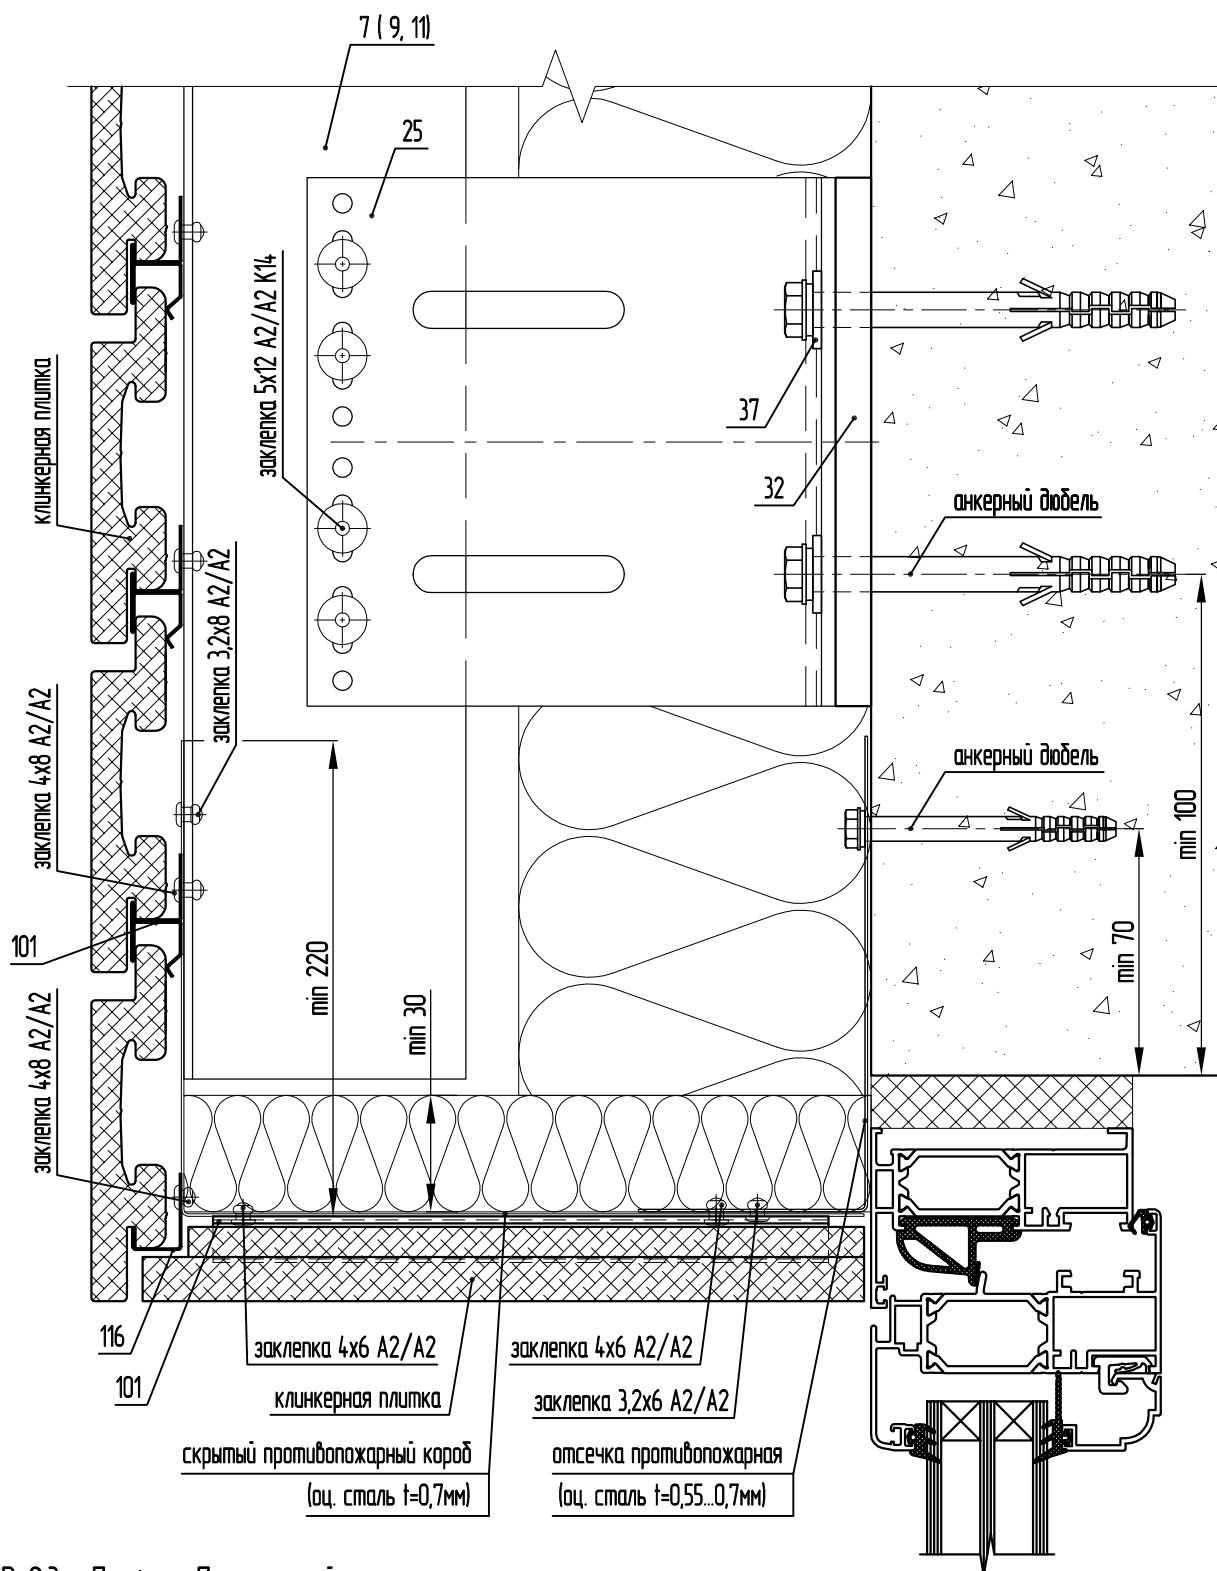 7 ( 9, 11)
25
заклепка 5х12 А2/А2 К14
клинкерная плитка
37
32
анкерный дюбель
заклепка 3,2х8 А2/А2
заклепка 4х8 А2/А2
анкерный дюбель
min 100
min 70
101
min 220
min 30
заклепка 4х8 А2/А2
116
101
заклепка 4х6 А2/А2
заклепка 4х6 А2/А2
клинкерная плитка
заклепка 3,2х6 А2/А2
скрытый противопожарный короб
(оц. сталь t=0,7мм)
отсечка противопожарная
(оц. сталь t=0,55...0,7мм)